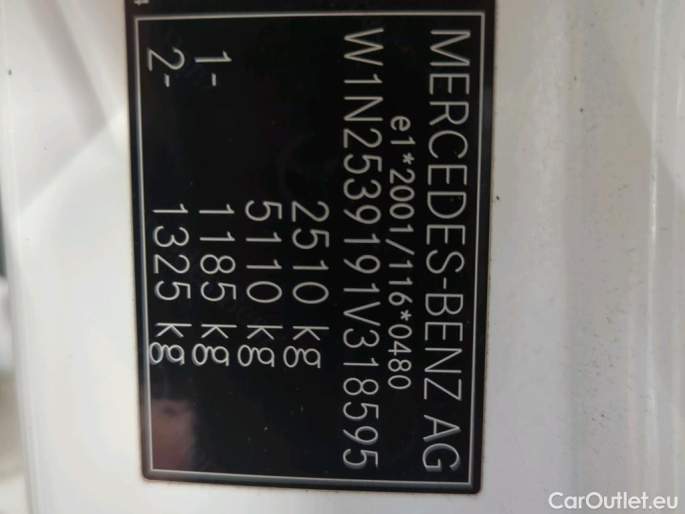 MERCEDES-BENZ AG
e1*2001/116*0480
W1N2539191V318595
2510 kg
5110 kg
1- 1185 kg
2- 1325 kg
CarOutlet.eu